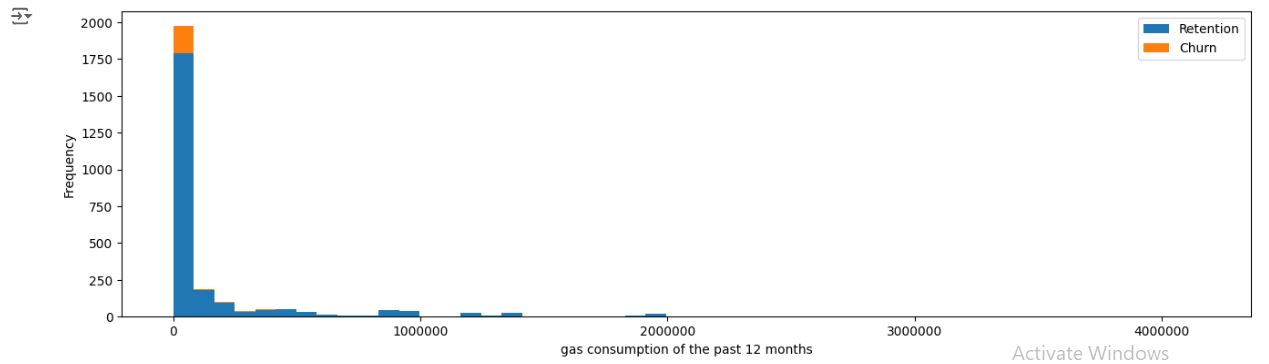 2000
1750
1500
1250
1000
750
500
250
0
Frequency
Retention
Churn
0 1000000 2000000 3000000 4000000
gas consumption of the past 12 months
Activate Windows